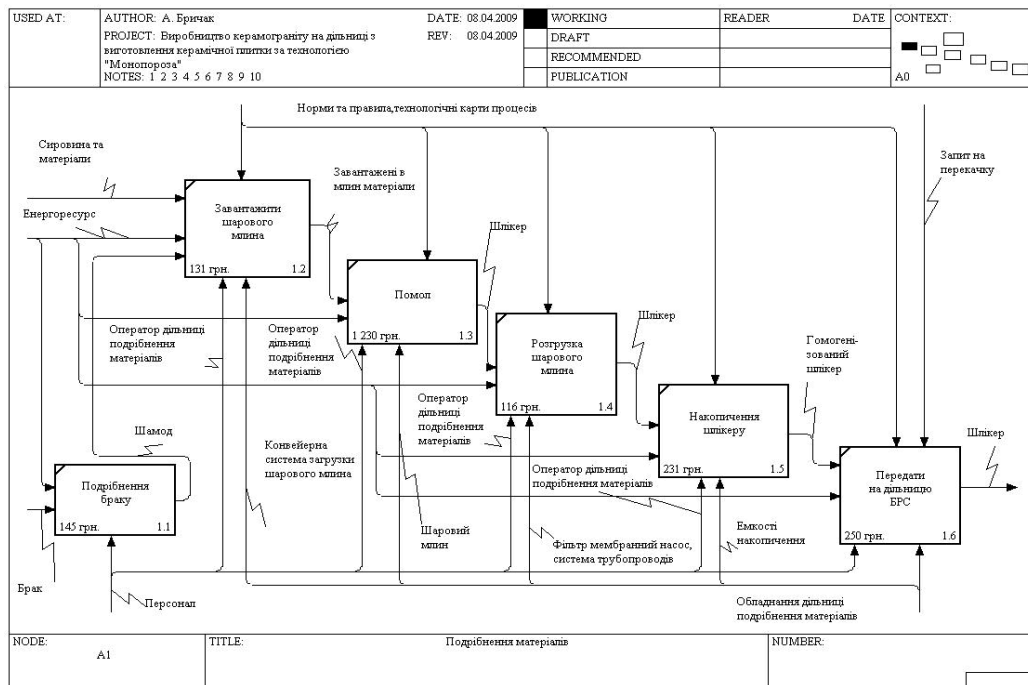 USED AT:
AUTHOR: А. Бричак
DATE: 08.04.2009
PROJECT: Виробництво керамограніту на дільниці з
виготовлення керамічної плитки за технологією
"Монопороза"
REV: 08.04.2009
NOTES: 1 2 3 4 5 6 7 8 9 10
WORKING
DRAFT
RECOMMENDED
PUBLICATION
READER
DATE
CONTEXT:
A0
Норми та правила,технологічні карти процесів
Сировина та
матеріали
Енергоресурс
Завантажені в
млин матеріали
Запит на
перекачку
Завантажити
шарового
млина
131 грн.
1.2
Шлікер
Помол
1 230 грн.
1.3
Оператор дільниці
подрібнення
матеріалів
Оператор
дільниці
подрібнення
матеріалів
Розгрузка
шарового
млина
116 грн.
1.4
Шлікер
Гомогені-
зований
шлікер
Оператор
дільниці
подрібнення
матеріалів
Накопичення
шлікеру
231 грн.
1.5
Шамод
Конвейерна
система загрузки
шарового млина
Оператор дільниці
подрібнення матеріалів
Шлікер
Подрібнення
браку
145 грн.
1.1
Передати
на дільницю
БРС
250 грн.
1.6
Шаровий
млин
Фільтр мембранний насос,
система трубопроводів
Емкості
накопичення
Брак
Персонал
Обладнання дільниці
подрібнення матеріалів
NODE:
A1
TITLE:
Подрібнення матеріалів
NUMBER: